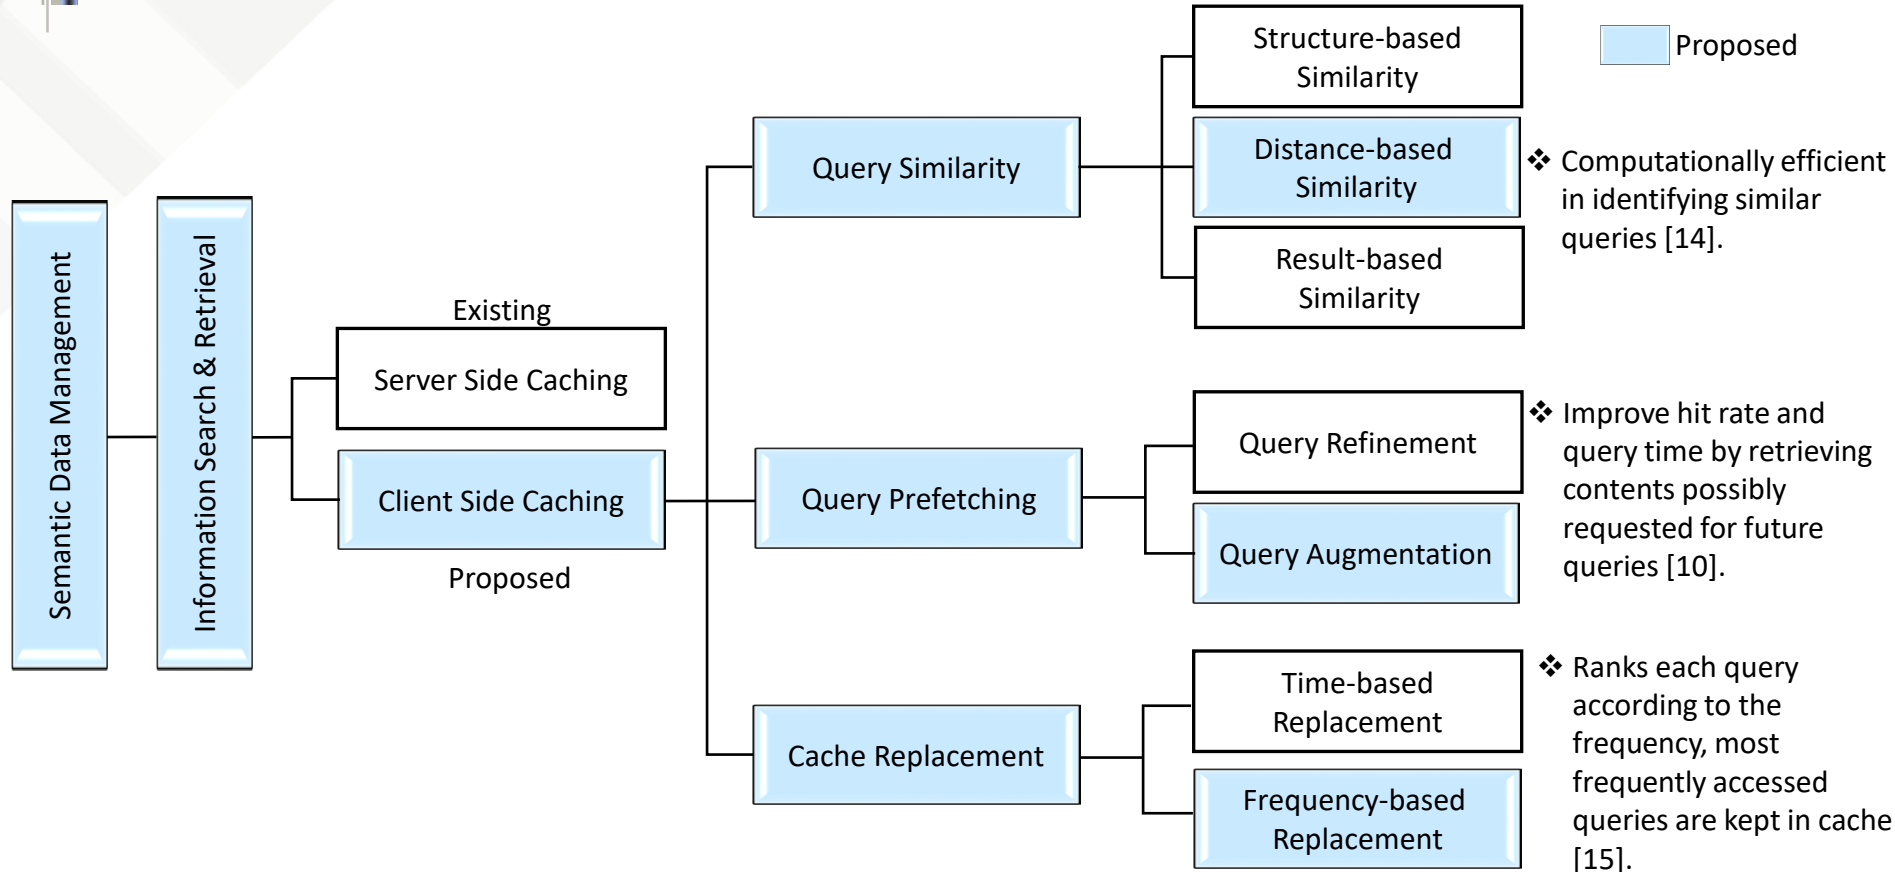 Semantic Data Management
Information Search & Retrieval
Existing
Server Side Caching
Client Side Caching
Proposed
Query Similarity
Query Prefetching
Cache Replacement
Structure-based
Similarity
Distance-based
Similarity
Result-based
Similarity
Query Refinement
Query Augmentation
Time-based
Replacement
Frequency-based
Replacement
Proposed
❖ Computationally efficient
in identifying similar
queries [14].
❖ Improve hit rate and
query time by retrieving
contents possibly
requested for future
queries [10].
❖ Ranks each query
according to the
frequency, most
frequently accessed
queries are kept in cache
[15].